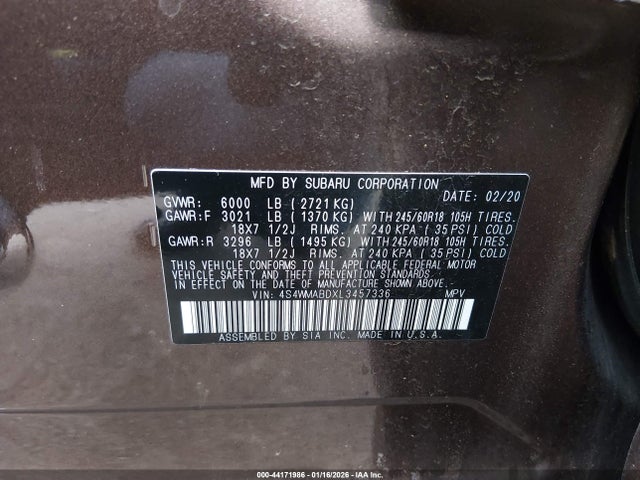 MFD BY SUBARU CORPORATION
GVWR: 6000 LB ( 2721 KG) DATE: 02/20
GAWR:F 3021 LB ( 1370 KG) WITH 245/60R18 105H TIRES.
18X7 1/2J RIMS. AT 240 KPA ( 35 PSI) COLD
GAWR:R 3296 LB ( 1495 KG) WITH 245/60R18 105H TIRES.
18X7 1/2J RIMS. AT 240 KPA ( 35 PSI) COLD
THIS VEHICLE CONFORMS TO ALL APPLICABLE FEDERAL MOTOR
VEHICLE SAFETY AND THEFT PREVENTION STANDARDS
IN EFFECT ON THE DATE OF MANUFACTURE SHOWN ABOVE.
VIN: 4S4WMABDXL3457336 MPV
ASSEMBLED BY SIA INC. MADE IN U.S.A.
000-44171986 | 01/16/2026 | IAA Inc.